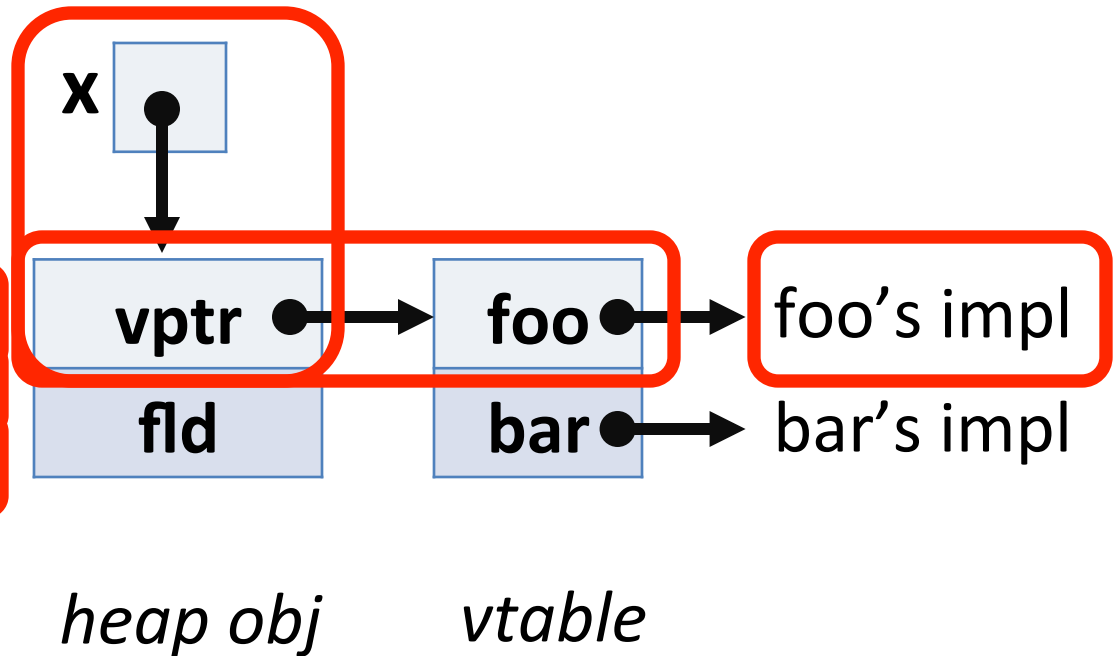 x
vptr foo foo’s impl
fld bar bar’s impl
heap obj vtable